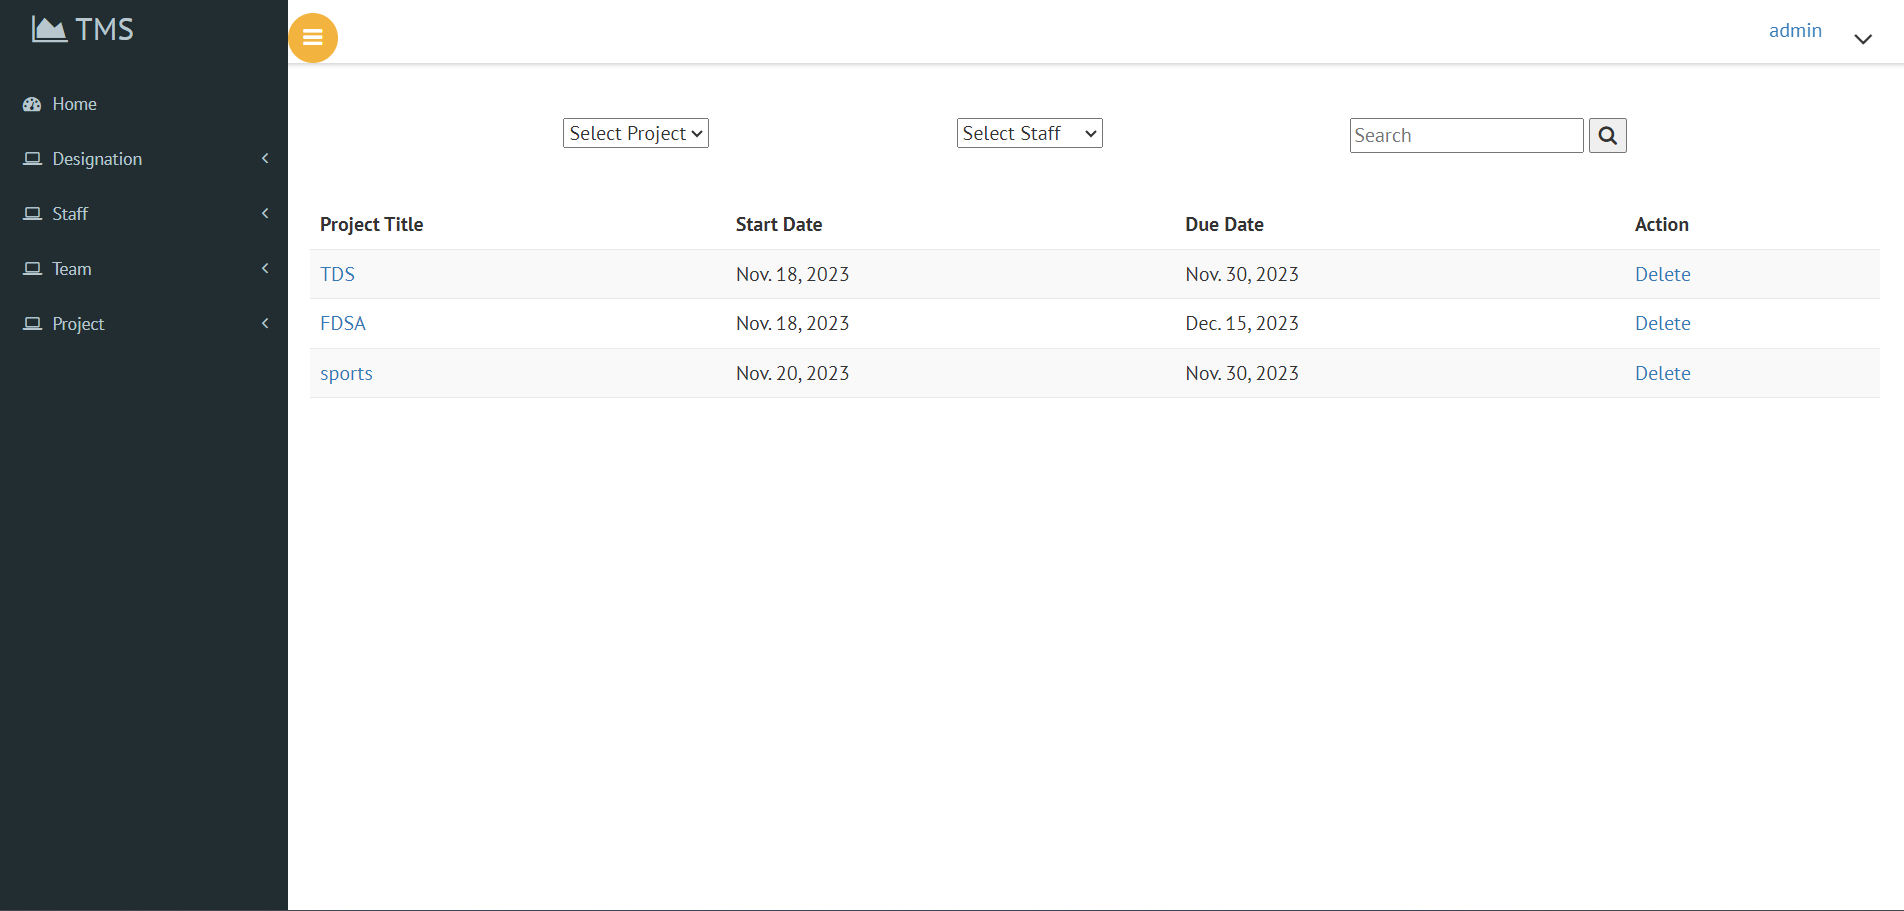 TMS
admin
Home
Designation
Staff
Team
Project
Select Project
Select Staff
Search
Project Title Start Date Due Date Action
TDS Nov. 18, 2023 Nov. 30, 2023 Delete
FDSA Nov. 18, 2023 Dec. 15, 2023 Delete
sports Nov. 20, 2023 Nov. 30, 2023 Delete